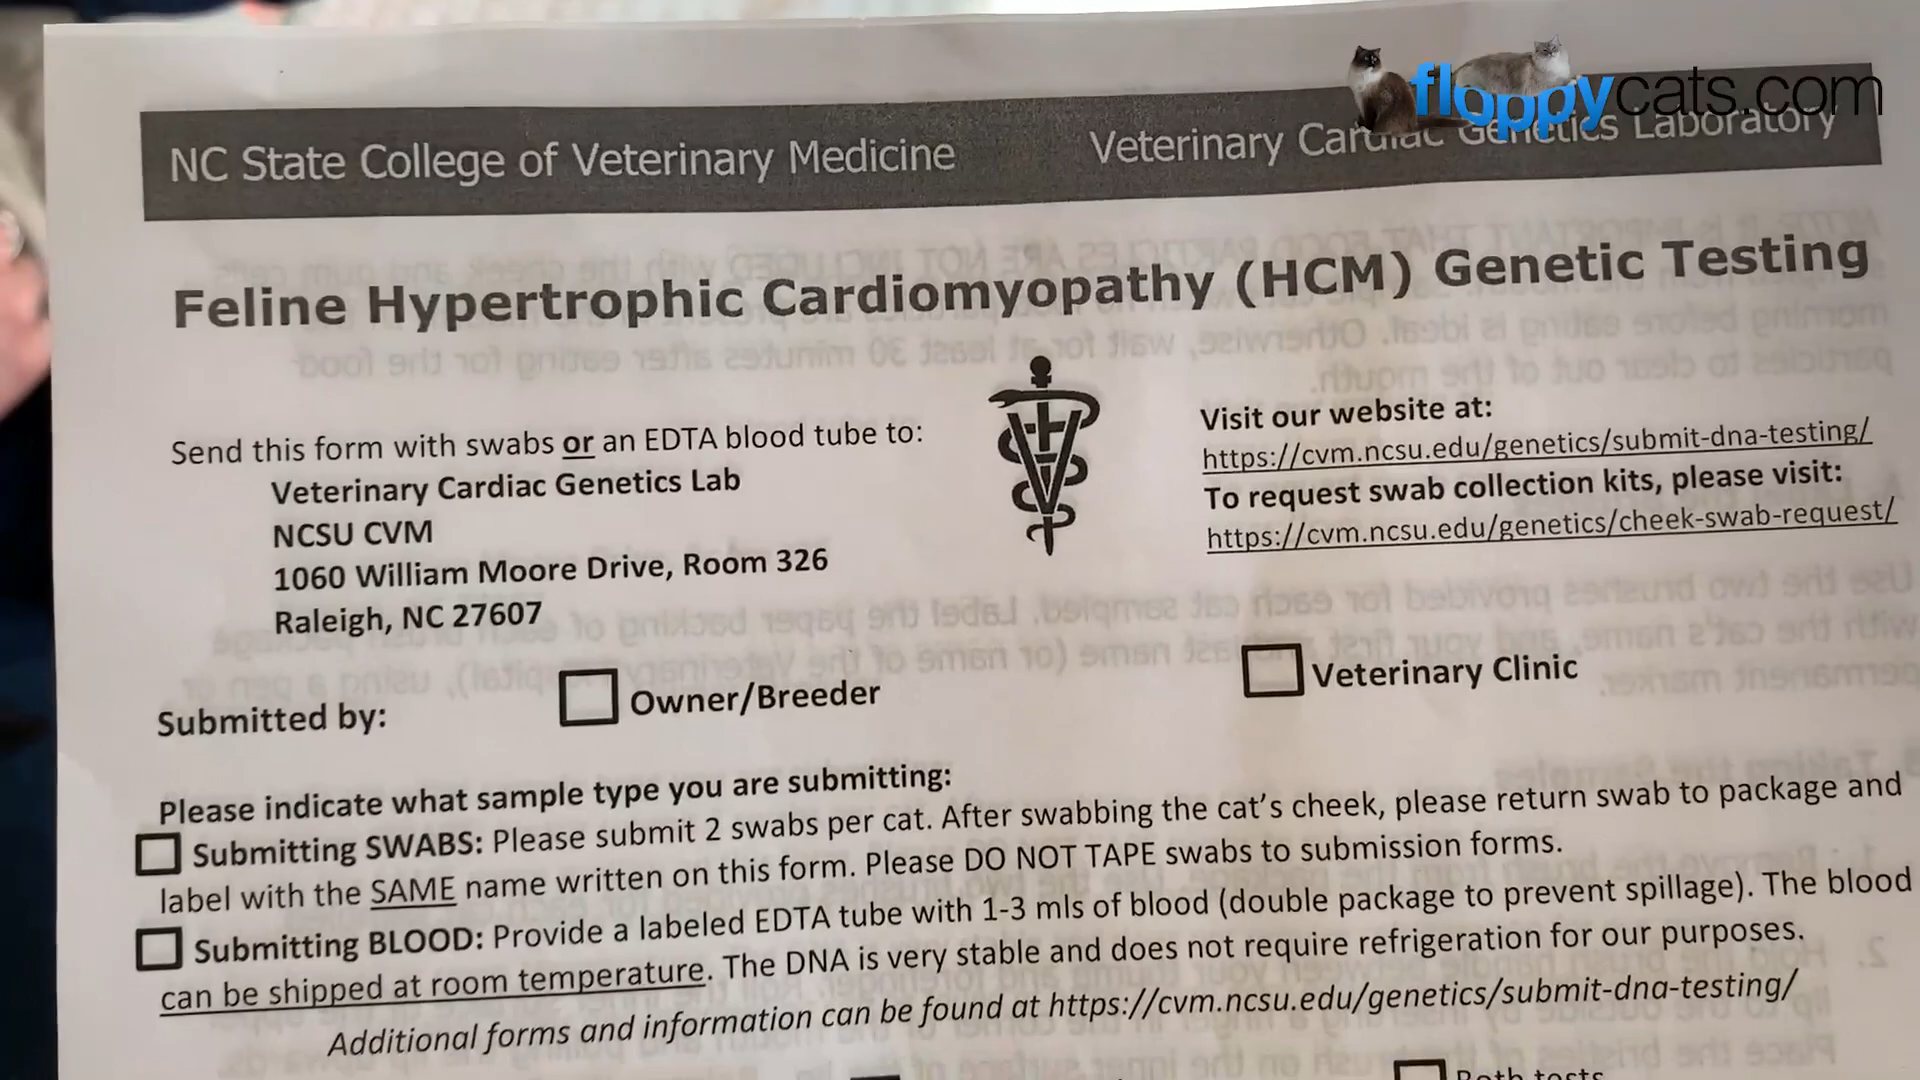 floppycats.com
NC State College of Veterinary Medicine Veterinary Cardiac Genetics Laboratory
Feline Hypertrophic Cardiomyopathy (HCM) Genetic Testing
Send this form with swabs or an EDTA blood tube to:
Veterinary Cardiac Genetics Lab
NCSU CVM
1060 William Moore Drive, Room 326
Raleigh, NC 27607
Visit our website at:
https://cvm.ncsu.edu/genetics/submit-dna-testing/
To request swab collection kits, please visit:
https://cvm.ncsu.edu/genetics/cheek-swab-request/
Submitted by: Owner/Breeder Veterinary Clinic
Please indicate what sample type you are submitting:
Submitting SWABS: Please submit 2 swabs per cat. After swabbing the cat's cheek, please return swab to package and
label with the SAME name written on this form. Please DO NOT TAPE swabs to submission forms.
Submitting BLOOD: Provide a labeled EDTA tube with 1-3 mls of blood (double package to prevent spillage). The blood
can be shipped at room temperature. The DNA is very stable and does not require refrigeration for our purposes.
Additional forms and information can be found at https://cvm.ncsu.edu/genetics/submit-dna-testing/
Both tests